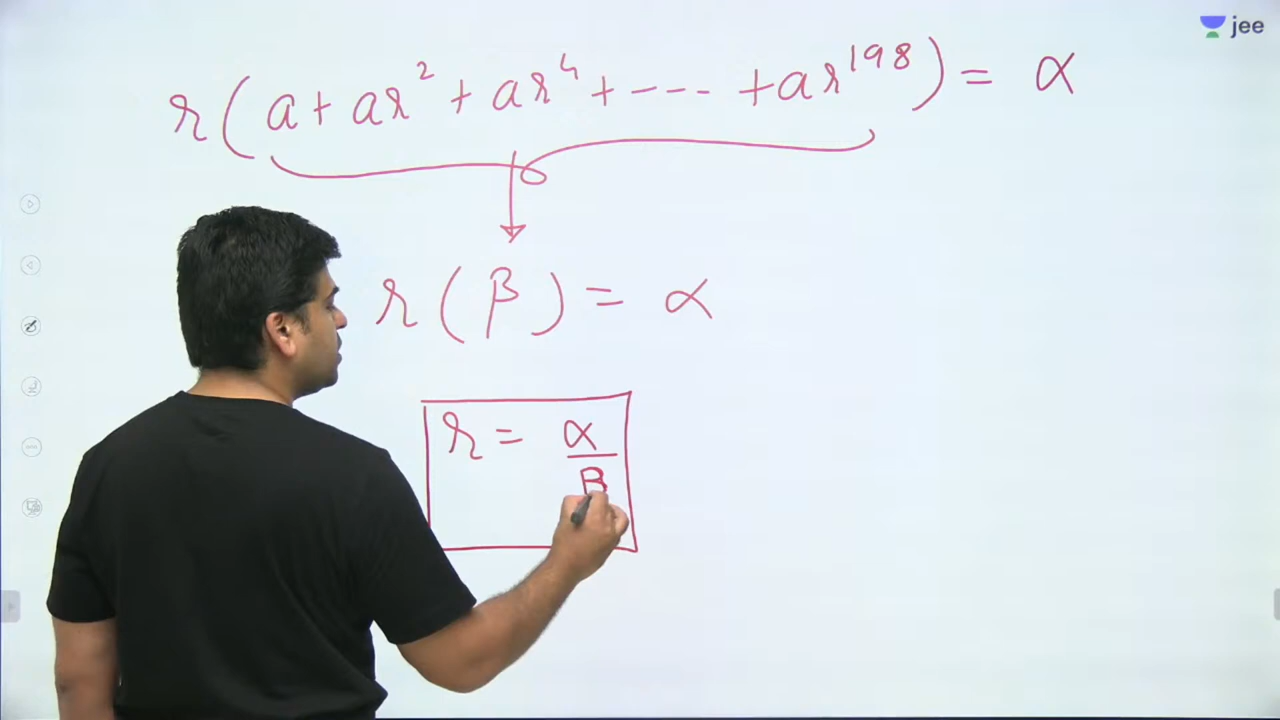 jee
r(a + ar² + ar⁴ + --- + ar¹⁹⁸) = α
r(β) = α
r = α/β